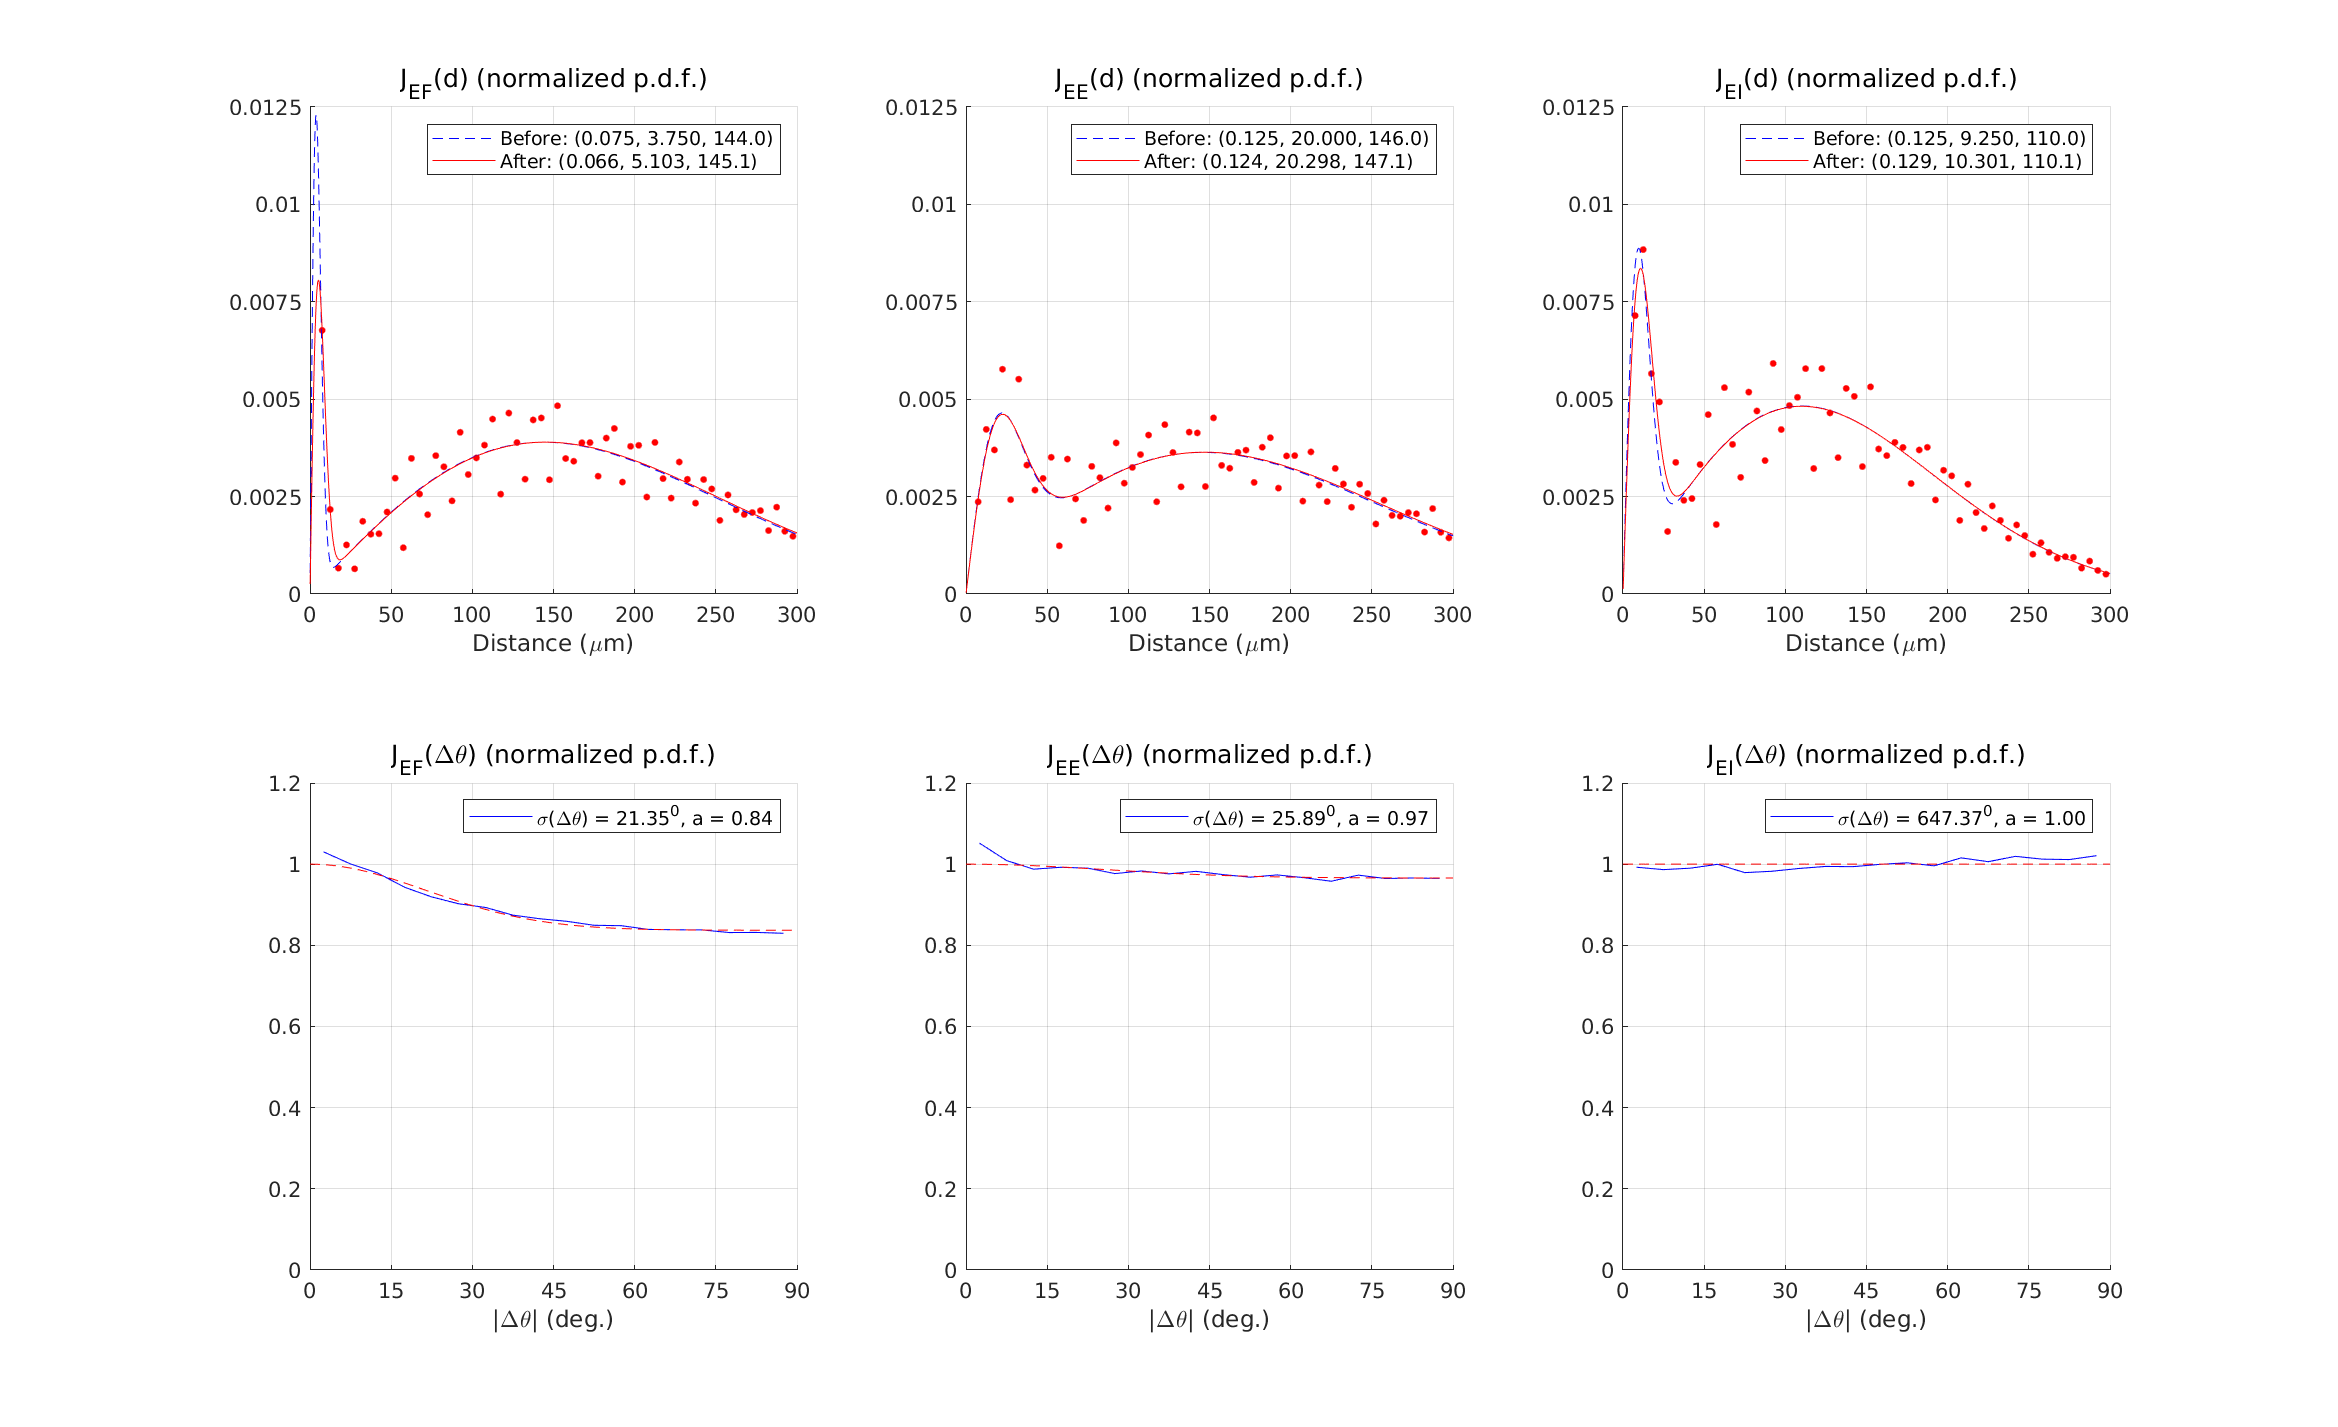 J_EF(d) (normalized p.d.f.)
0.0125
0.01
0.0075
0.005
0.0025
0
Before: (0.075, 3.750, 144.0)
After: (0.066, 5.103, 145.1)
0 50 100 150 200 250 300
Distance (μm)
J_EE(d) (normalized p.d.f.)
0.0125
0.01
0.0075
0.005
0.0025
0
Before: (0.125, 20.000, 146.0)
After: (0.124, 20.298, 147.1)
0 50 100 150 200 250 300
Distance (μm)
J_EI(d) (normalized p.d.f.)
0.0125
0.01
0.0075
0.005
0.0025
0
Before: (0.125, 9.250, 110.0)
After: (0.129, 10.301, 110.1)
0 50 100 150 200 250 300
Distance (μm)
J_EF(Δθ) (normalized p.d.f.)
1.2
1
0.8
0.6
0.4
0.2
0
σ(Δθ) = 21.35⁰, a = 0.84
0 15 30 45 60 75 90
|Δθ| (deg.)
J_EE(Δθ) (normalized p.d.f.)
1.2
1
0.8
0.6
0.4
0.2
0
σ(Δθ) = 25.89⁰, a = 0.97
0 15 30 45 60 75 90
|Δθ| (deg.)
J_EI(Δθ) (normalized p.d.f.)
1.2
1
0.8
0.6
0.4
0.2
0
σ(Δθ) = 647.37⁰, a = 1.00
0 15 30 45 60 75 90
|Δθ| (deg.)